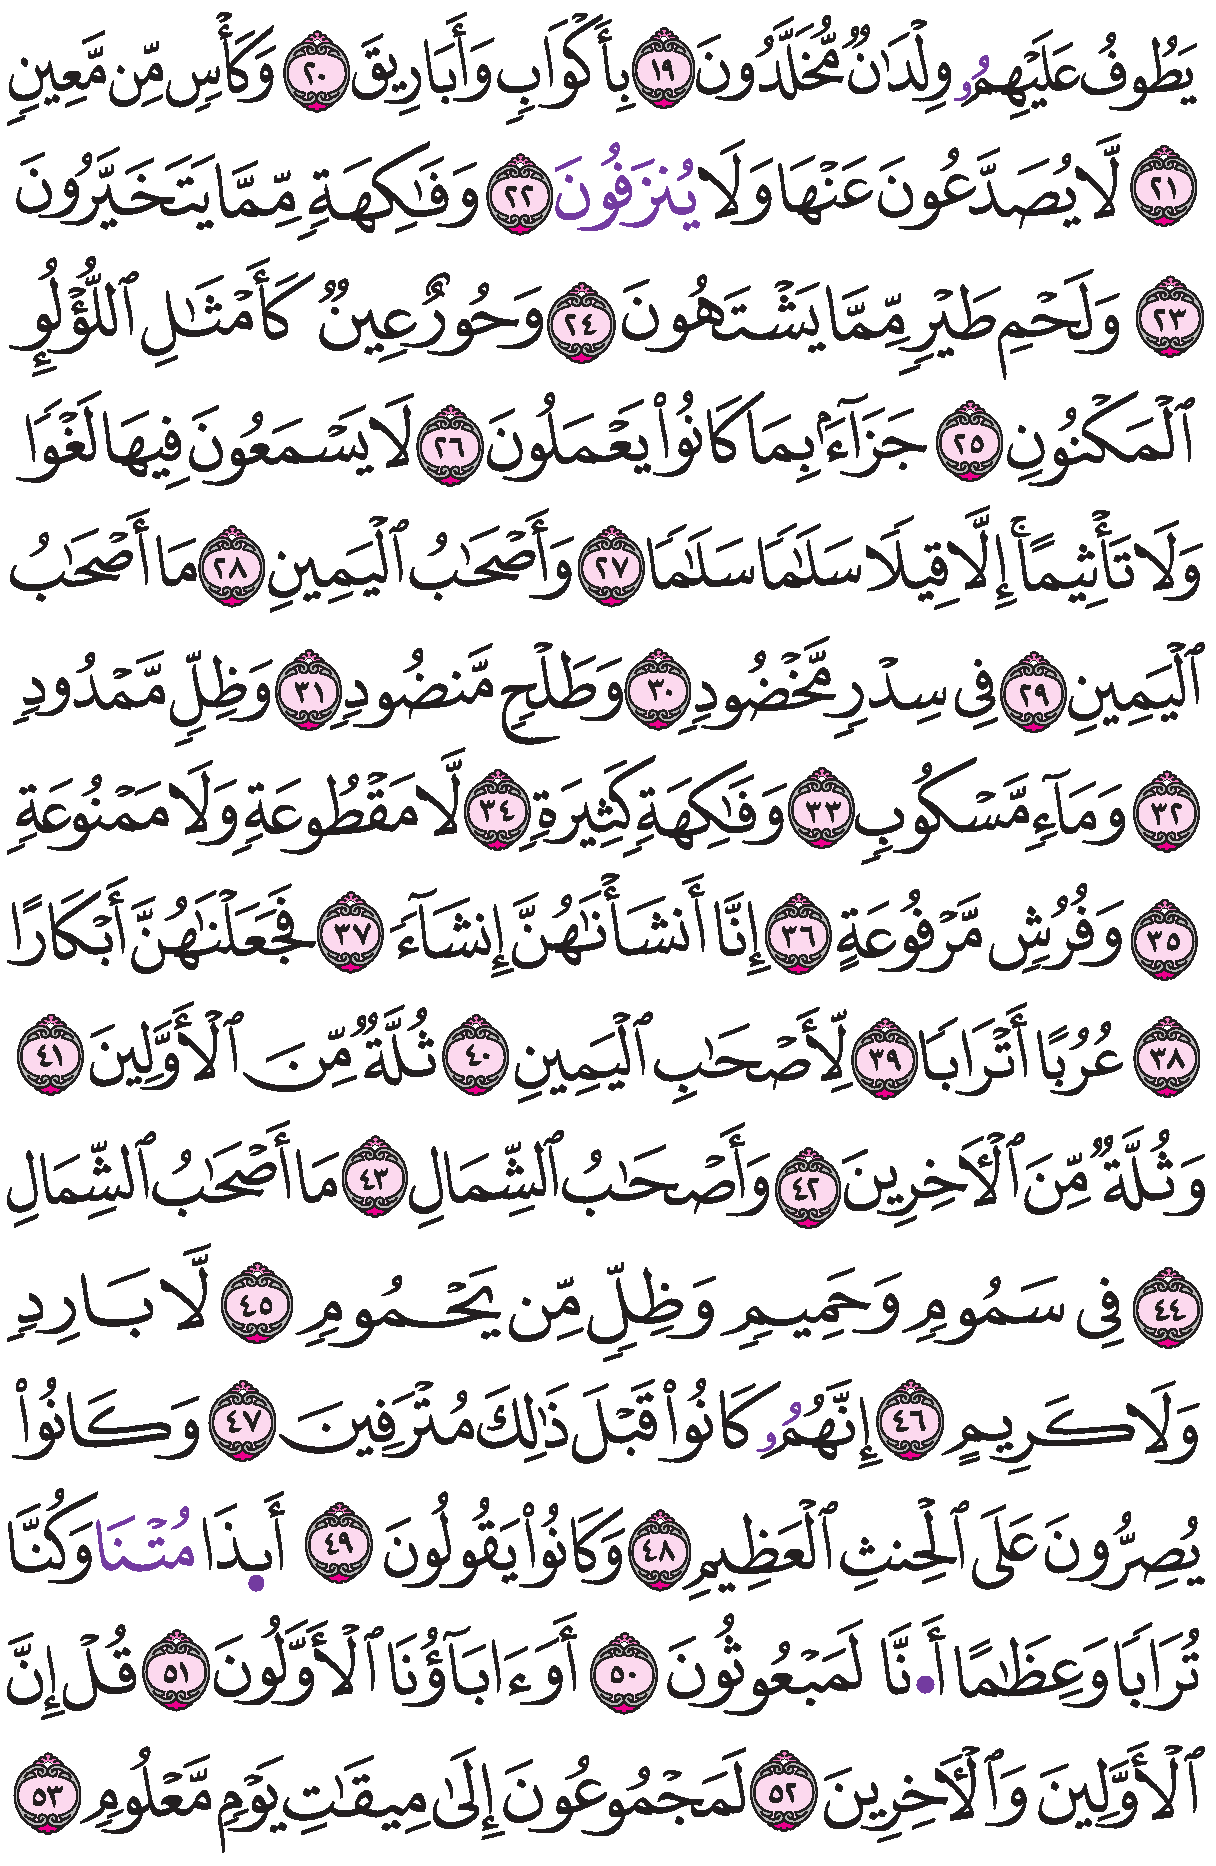 يَطُوفُ عَلَيْهِمُۥ وِلْدَٰنٌ مُّخَلَّدُونَ ١٩ بِأَكْوَابٍ وَأَبَارِيقَ ٢٠ وَكَأْسٍ مِّن مَّعِينٍ
٢١ لَّا يُصَدَّعُونَ عَنْهَا وَلَا يُنزَفُونَ ٢٢ وَفَٰكِهَةٍ مِّمَّا يَتَخَيَّرُونَ
٢٣ وَلَحْمِ طَيْرٍ مِّمَّا يَشْتَهُونَ ٢٤ وَحُورٌ عِينٌ كَأَمْثَٰلِ ٱللُّؤْلُوِٕ
ٱلْمَكْنُونِ ٢٥ جَزَآءًۢ بِمَا كَانُوا۟ يَعْمَلُونَ ٢٦ لَا يَسْمَعُونَ فِيهَا لَغْوًا
وَلَا تَأْثِيمًاۚ إِلَّا قِيلًا سَلَٰمًا سَلَٰمًا ٢٧ وَأَصْحَٰبُ ٱلْيَمِينِ ٢٨ مَا أَصْحَٰبُ
ٱلْيَمِينِ ٢٩ فِى سِدْرٍ مَّخْضُودٍ ٣٠ وَطَلْحٍ مَّنضُودٍ ٣١ وَظِلٍّ مَّمْدُودٍ
٣٢ وَمَآءٍ مَّسْكُوبٍ ٣٣ وَفَٰكِهَةٍ كَثِيرَةٍ ٣٤ لَّا مَقْطُوعَةٍ وَلَا مَمْنُوعَةٍ
٣٥ وَفُرُشٍ مَّرْفُوعَةٍ ٣٦ إِنَّا أَنشَأْنَٰهُنَّ إِنشَآءً ٣٧ فَجَعَلْنَٰهُنَّ أَبْكَارًا
٣٨ عُرُبًا أَتْرَابًا ٣٩ لِّأَصْحَٰبِ ٱلْيَمِينِ ٤٠ ثُلَّةٌ مِّنَ ٱلْأَوَّلِينَ ٤١
وَثُلَّةٌ مِّنَ ٱلْأَخِرِينَ ٤٢ وَأَصْحَٰبُ ٱلشِّمَالِ ٤٣ مَا أَصْحَٰبُ ٱلشِّمَالِ
٤٤ فِى سَمُومٍ وَحَمِيمٍ وَظِلٍّ مِّن يَحْمُومٍ ٤٥ لَّا بَارِدٍ
وَلَا كَرِيمٍ ٤٦ إِنَّهُمُۥ كَانُوا۟ قَبْلَ ذَٰلِكَ مُتْرَفِينَ ٤٧ وَكَانُوا۟
يُصِرُّونَ عَلَى ٱلْحِنثِ ٱلْعَظِيمِ ٤٨ وَكَانُوا۟ يَقُولُونَ ٤٩ أَىِٕذَا مُتْنَا وَكُنَّا
تُرَابًا وَعِظَٰمًا أَ۟نَّا لَمَبْعُوثُونَ ٥٠ أَوَءَابَآؤُنَا ٱلْأَوَّلُونَ ٥١ قُلْ إِنَّ
ٱلْأَوَّلِينَ وَٱلْأَخِرِينَ ٥٢ لَمَجْمُوعُونَ إِلَىٰ مِيقَٰتِ يَوْمٍ مَّعْلُومٍ ٥٣